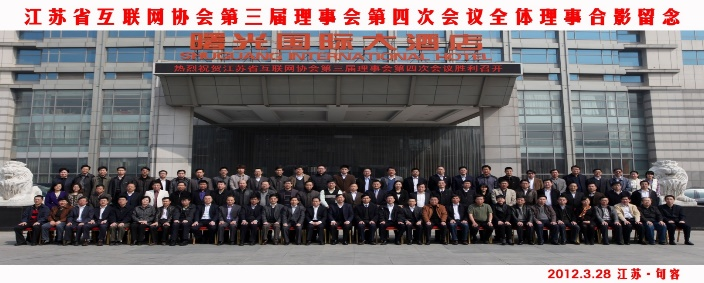 江苏省互联网协会第三届理事会第四次会议全体理事合影留念
曙光国际大酒店
SHUGUANG INTERNATIONAL HOTEL
热烈祝贺江苏省互联网协会第三届理事会第四次会议胜利召开
2012.3.28 江苏·句容